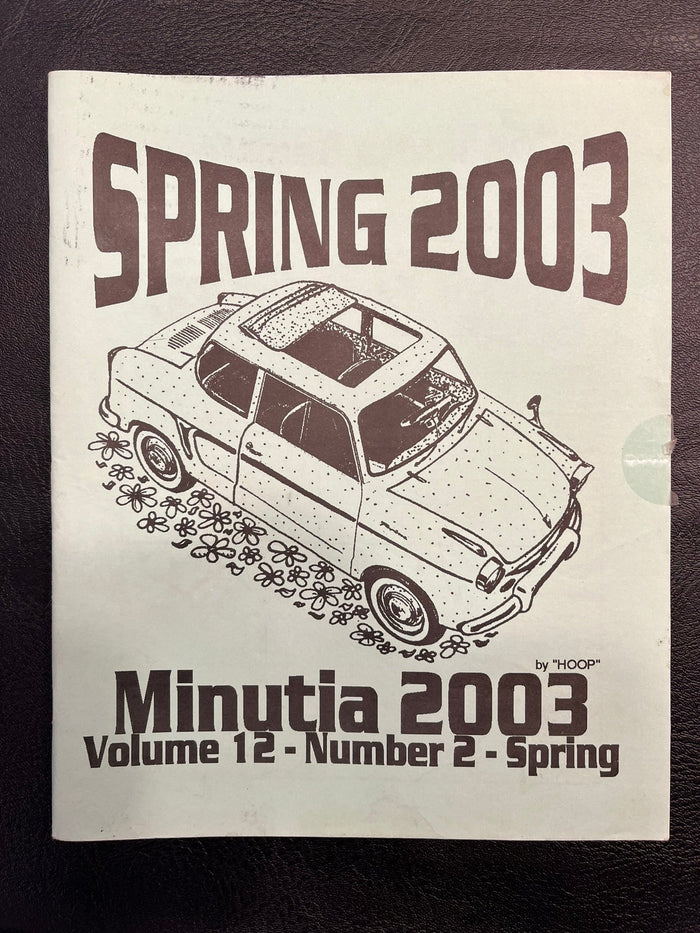 SPRING 2003
by "HOOP"
Minutia 2003
Volume 12 - Number 2 - Spring